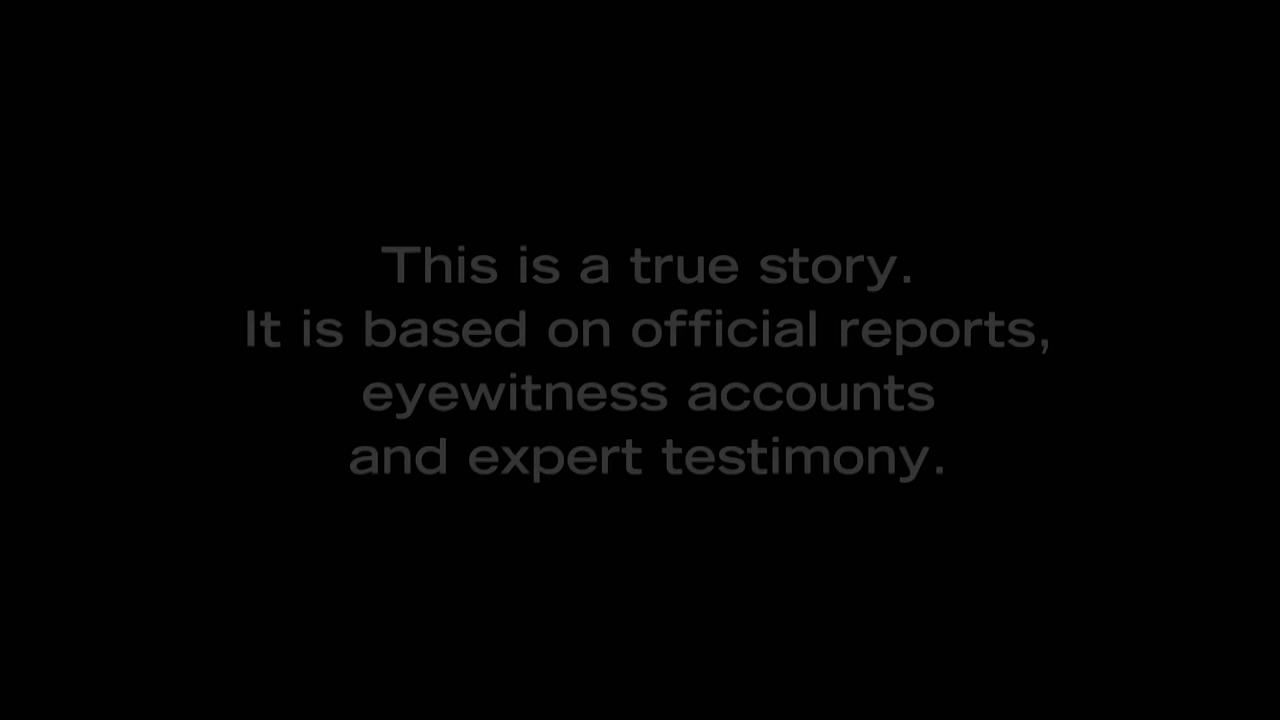 This is a true story.
It is based on official reports,
eyewitness accounts
and expert testimony.